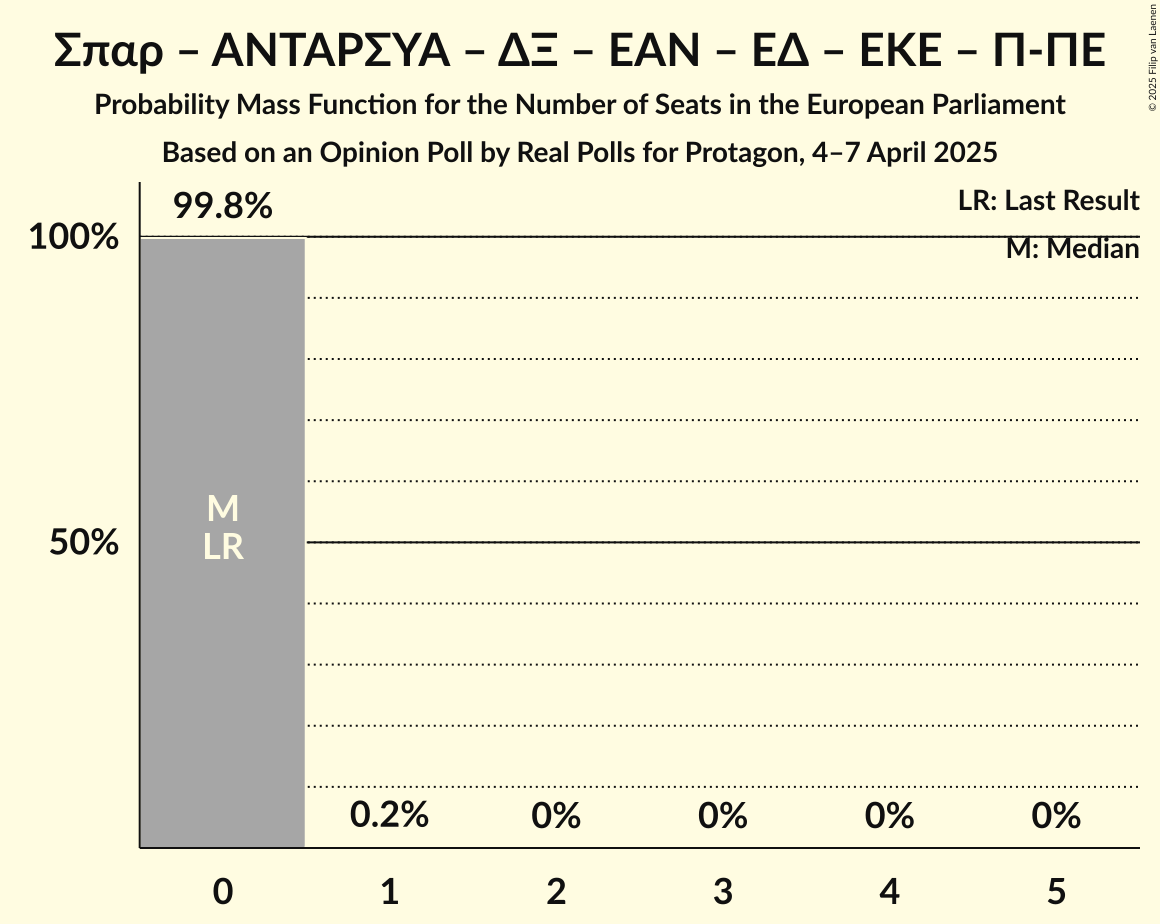 Σπαρ – ΑΝΤΑΡΣΥΑ – ΔΞ – ΕΑΝ – ΕΔ – ΕΚΕ – Π-ΠΕ
Probability Mass Function for the Number of Seats in the European Parliament
Based on an Opinion Poll by Real Polls for Protagon, 4–7 April 2025
© 2025 Filip van Laenen
LR: Last Result
M: Median
99.8%
100%
50%
M
LR
0.2% 0% 0% 0% 0%
0 1 2 3 4 5